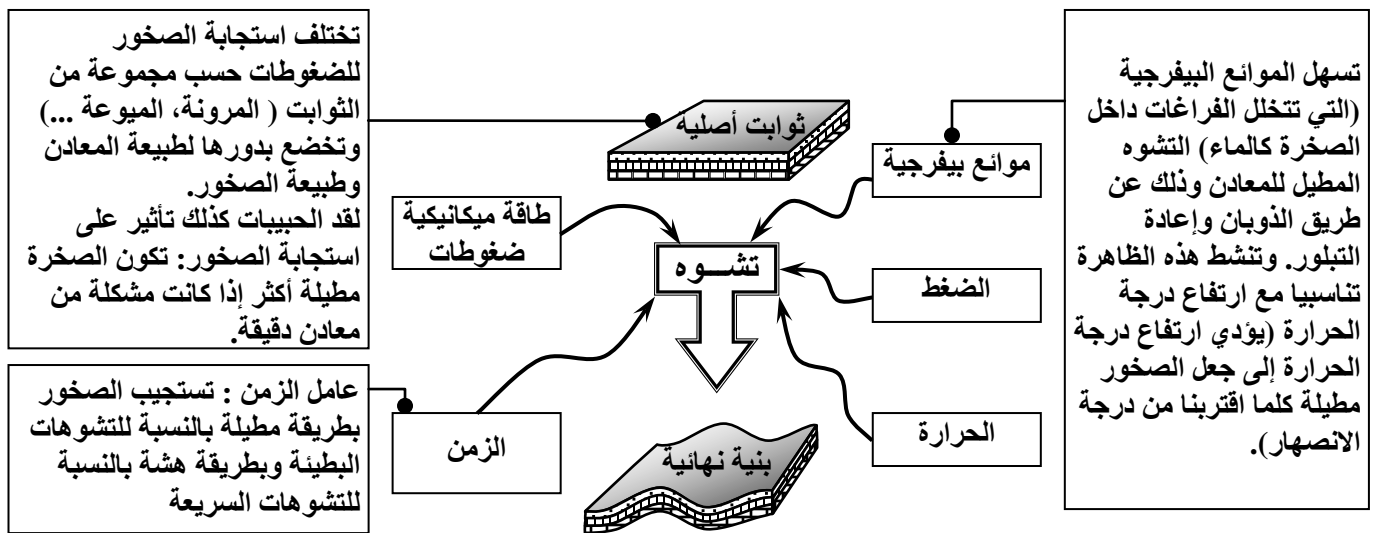 تسهل الموائع البيفرجية
(التي تتخلل الفراغات داخل
الصخرة كالماء) التشوه
المطيل للمعادن وذلك عن
طريق الذوبان وإعادة
التبلور. وتنشط هذه الظاهرة
تناسبيا مع ارتفاع درجة
الحرارة (يؤدي ارتفاع درجة
الحرارة إلى جعل الصخور
مطيلة كلما اقتربنا من درجة
الانصهار).
موائع بيفرجية
الضغط
الحرارة
ثوابت أصلية
تشـــوه
بنية نهائية
طاقة ميكانيكية
ضغوطات
الزمن
تختلف استجابة الصخور
للضغوطات حسب مجموعة من
الثوابت ( المرونة، الميوعة ...)
وتخضع بدورها لطبيعة المعادن
وطبيعة الصخور.
لقد الحبيبات كذلك تأثير على
استجابة الصخور: تكون الصخرة
مطيلة أكثر إذا كانت مشكلة من
معادن دقيقة.
عامل الزمن : تستجيب الصخور
بطريقة مطيلة بالنسبة للتشوهات
البطيئة وبطريقة هشة بالنسبة
للتشوهات السريعة